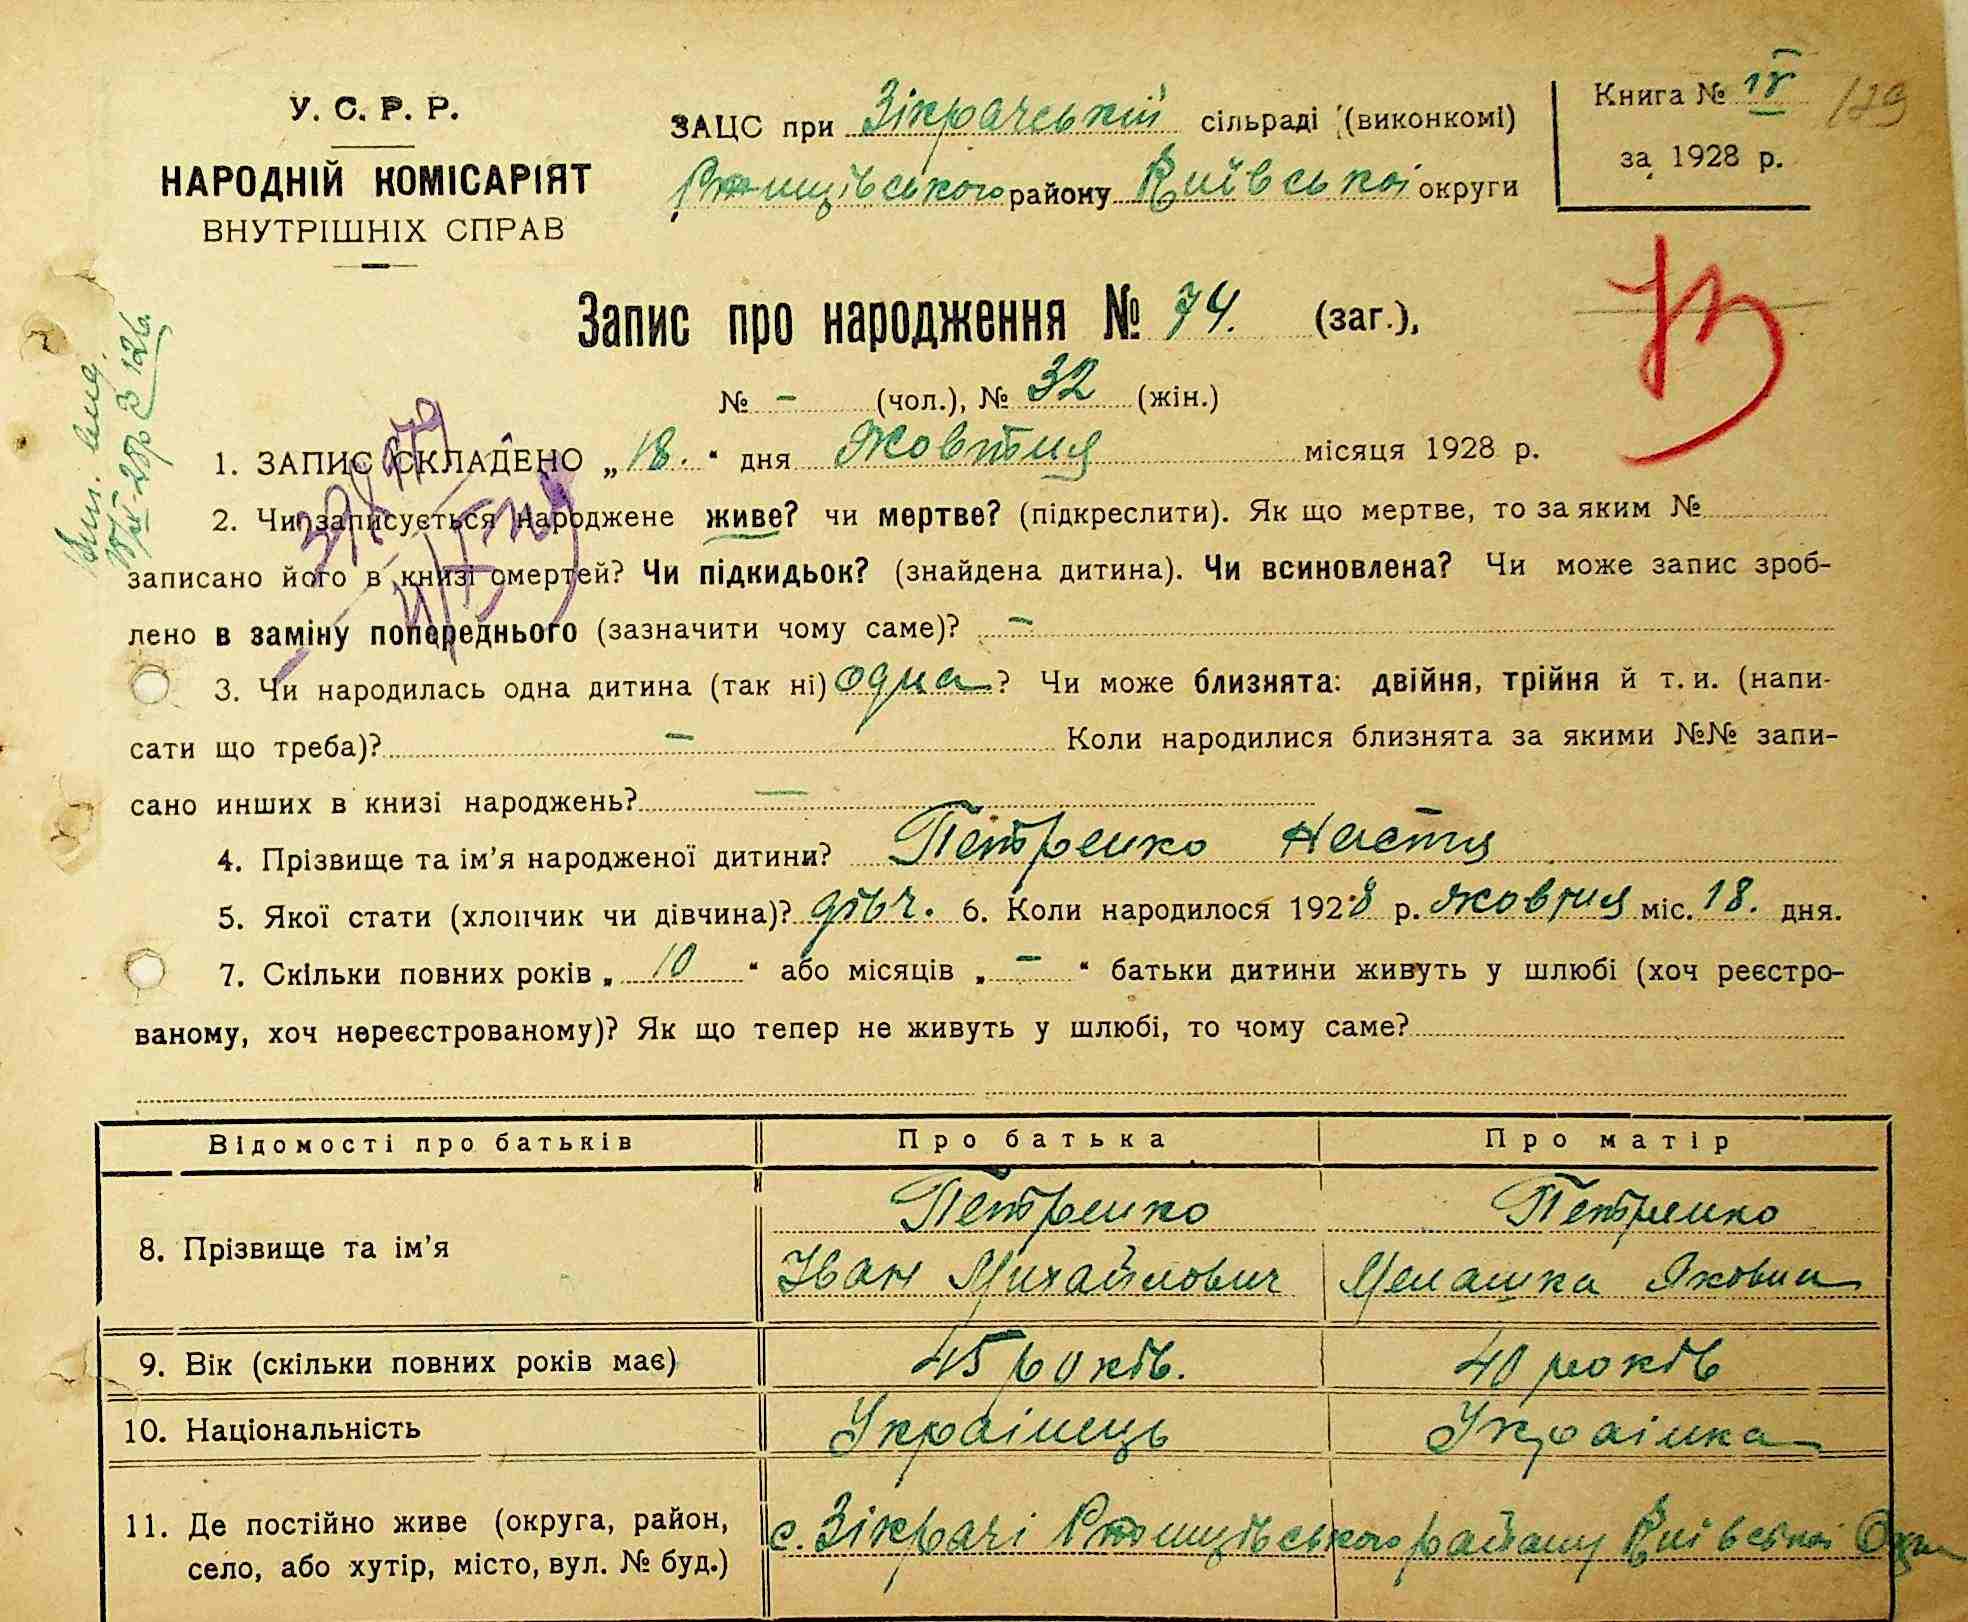 У. С. Р. Р.
НАРОДНІЙ КОМІСАРІЯТ
ВНУТРІШНІХ СПРАВ
ЗАЦС при Зікрачській сільраді (виконкомі)
Ржищівського району Київської округи
Книга № IV
за 1928 р.
129
Запис про народження № 74. (заг.),
№ - (чол.), № 32 (жін.)
1. ЗАПИС СКЛАДЕНО „18." дня Жовтня місяця 1928 р.
2. Чи записується народжене живе? чи мертве? (підкреслити). Як що мертве, то за яким №
записано його в книзі смертей? Чи підкидьок? (знайдена дитина). Чи всиновлена? Чи може запис зроб-
лено в заміну попереднього (зазначити чому саме)? -
3. Чи народилась одна дитина (так ні) одна? Чи може близнята: двійня, трійня й т. и. (напи-
сати що треба)? - Коли народилися близнята за якими №№ запи-
сано инших в книзі народжень? -
4. Прізвище та ім'я народженої дитини? Петренко Настя
5. Якої стати (хлопчик чи дівчина)? дівч. 6. Коли народилося 1928 р. жовтня міс. 18. дня.
7. Скільки повних років „10" або місяців „-" батьки дитини живуть у шлюбі (хоч реєстро-
ваному, хоч нереєстрованому)? Як що тепер не живуть у шлюбі, то чому саме?
Відомості про батьків Про батька Про матір
8. Прізвище та ім'я
Петренко Петренко
Іван Михайлович Мелашка Яковна
9. Вік (скільки повних років має) 45 років. 40 років
10. Національність Українець Українка
11. Де постійно живе (округа, район,
село, або хутір, місто, вул. № буд.)
с. Зікрачі Ржищівського району Київської